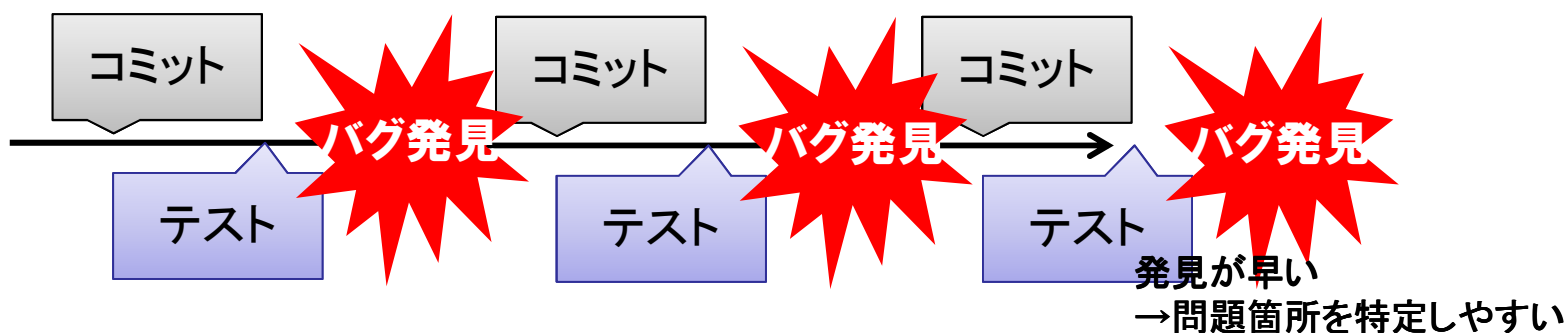 コミット
バグ発見
コミット
バグ発見
コミット
バグ発見
テスト
テスト
テスト
発見が早い
→問題箇所を特定しやすい